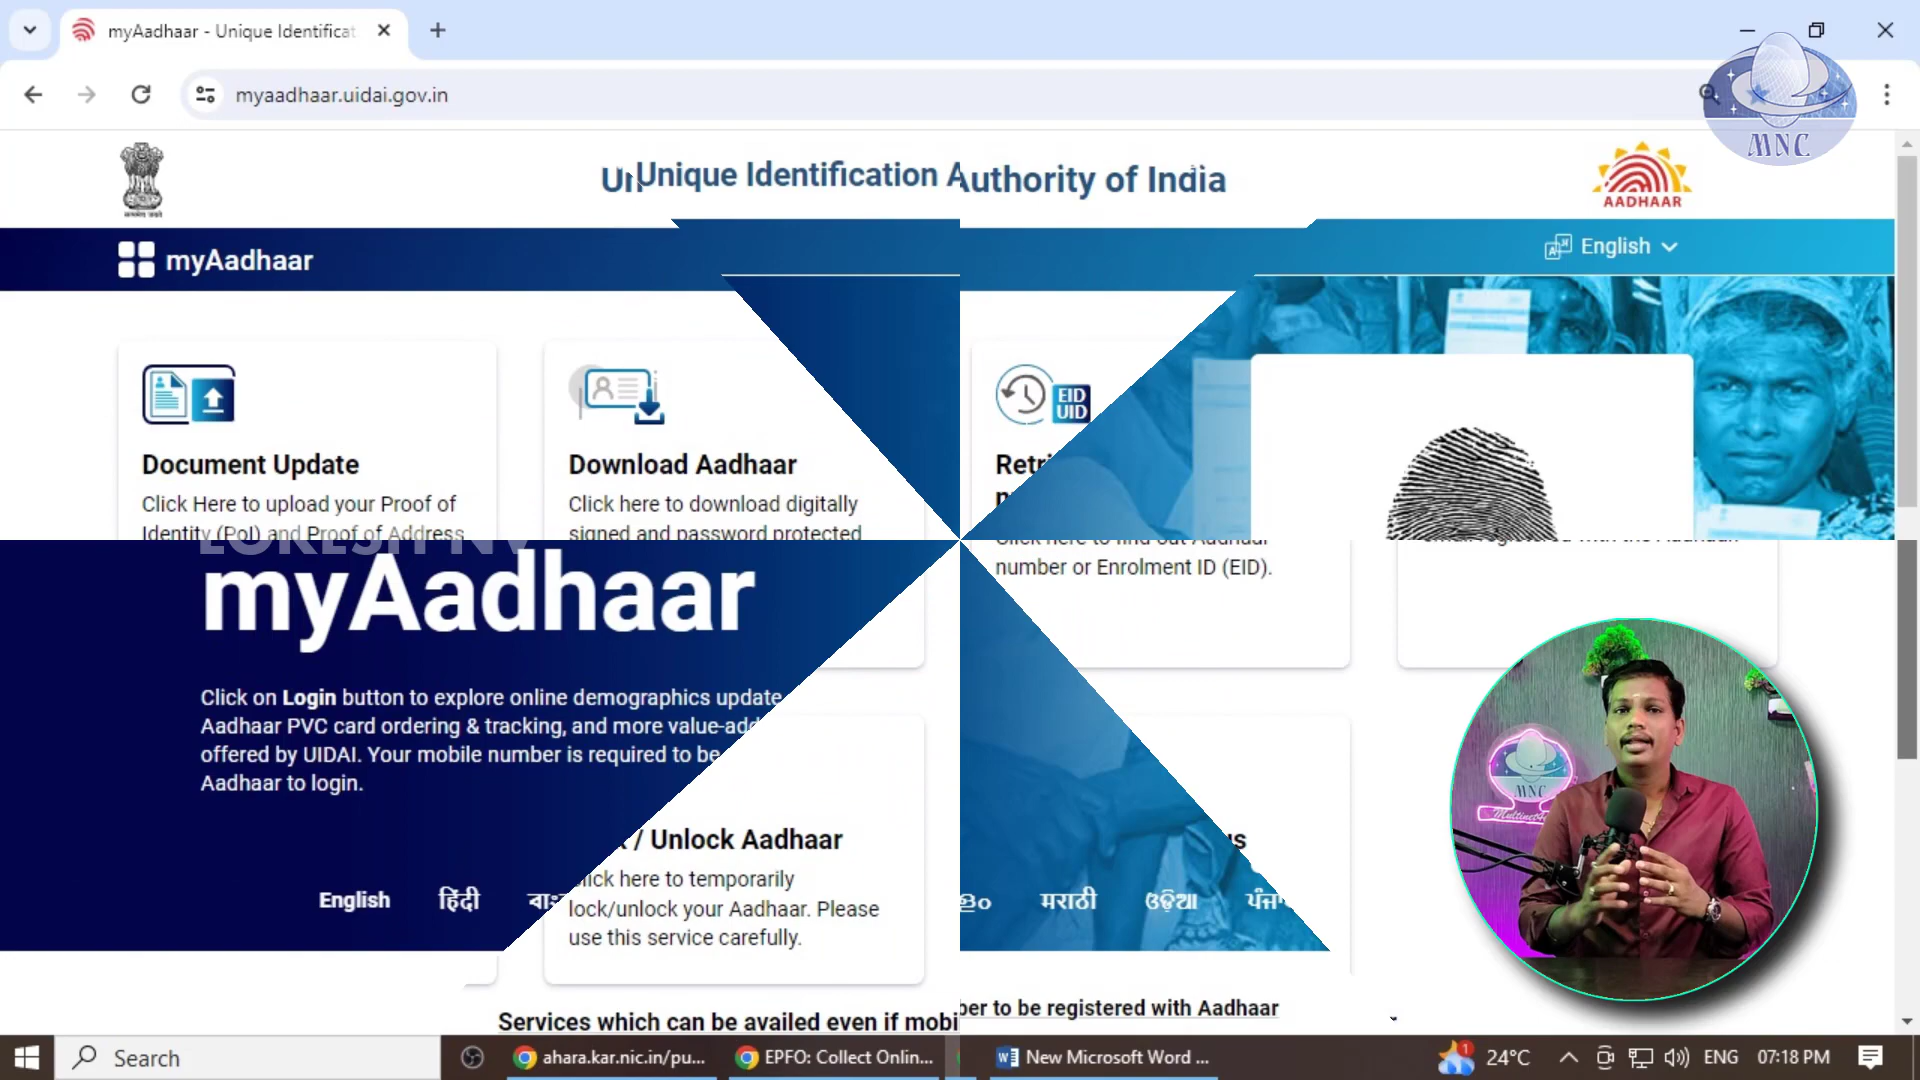 myAadhaar - Unique Identificat
myaadhaar.uidai.gov.in
MNC
Unique Identification Authority of India
AADHAAR
myAadhaar
English
EID
UID
Document Update
Click Here to upload your Proof of
Identity (PoI) and Proof of Address
Download Aadhaar
Click here to download digitally
signed and password protected
number or Enrolment ID (EID).
myAadhaar
Click on Login button to explore online demographics update
Aadhaar PVC card ordering & tracking, and more
offered by UIDAI. Your mobile number is required to be
Aadhaar to login.
/ Unlock Aadhaar
here to temporarily
lock/unlock your Aadhaar. Please
use this service carefully.
English हिंदी मराठी ଓଡ଼ିଆ
MNC
Services which can be availed even if
to be registered with Aadhaar
Search
ahara.kar.nic.in/pu...
EPFO: Collect Onlin...
New Microsoft Word ...
1
24°C
ENG
07:18 PM